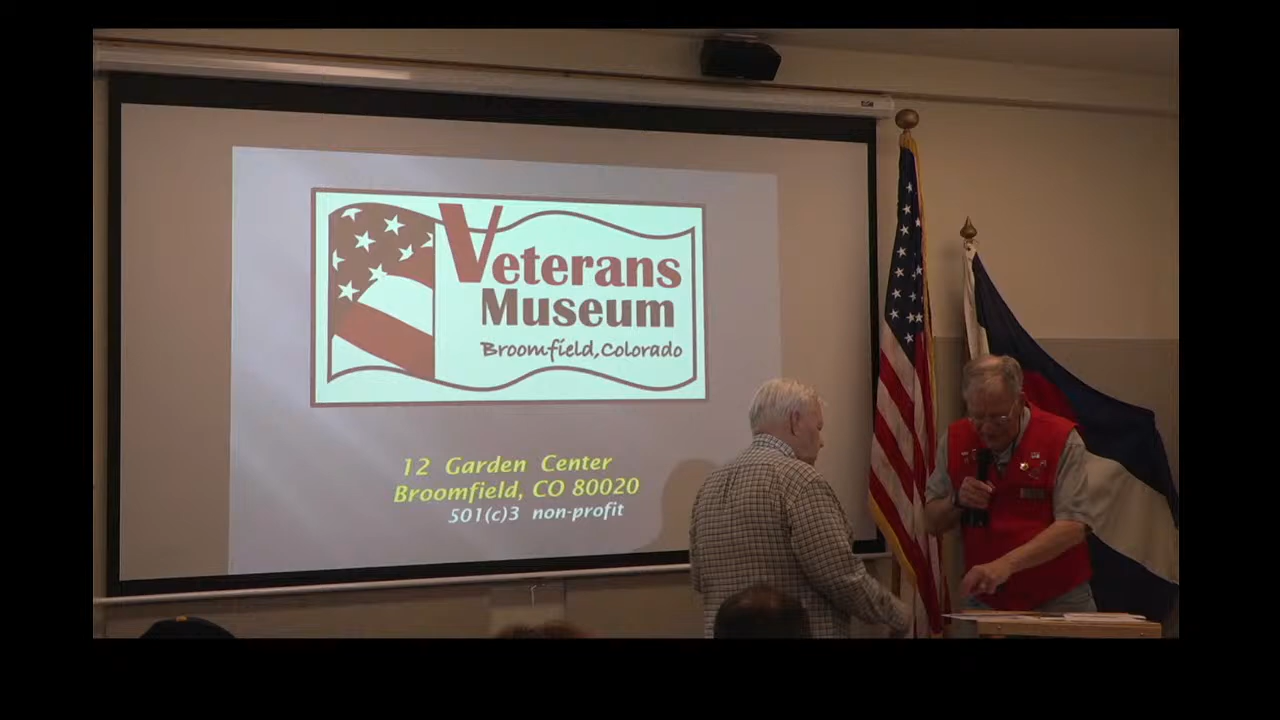 Veterans
Museum
Broomfield, Colorado
12 Garden Center
Broomfield, CO 80020
501(c)3 non-profit